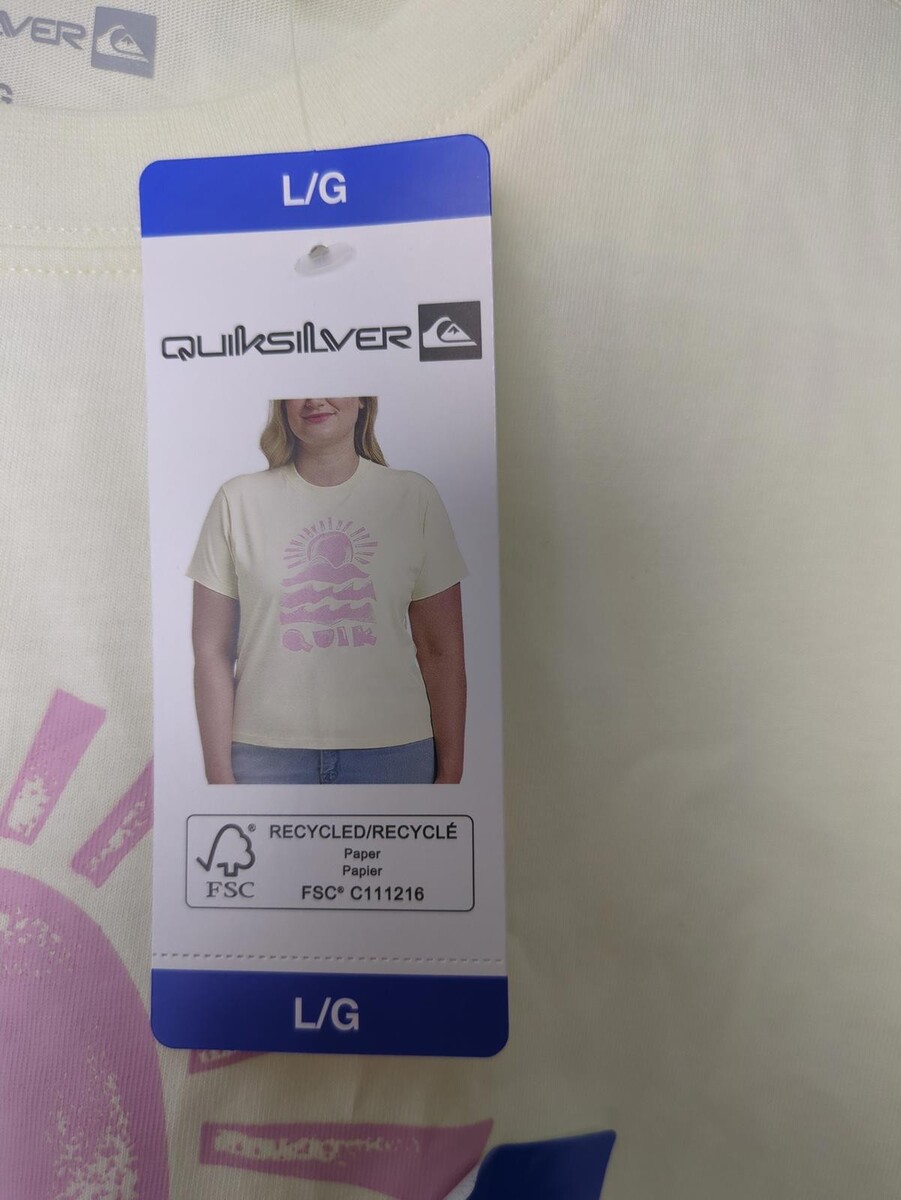 L/G
QUIKSILVER
QUIK
FSC®
RECYCLED/RECYCLÉ
Paper
Papier
FSC® C111216
L/G